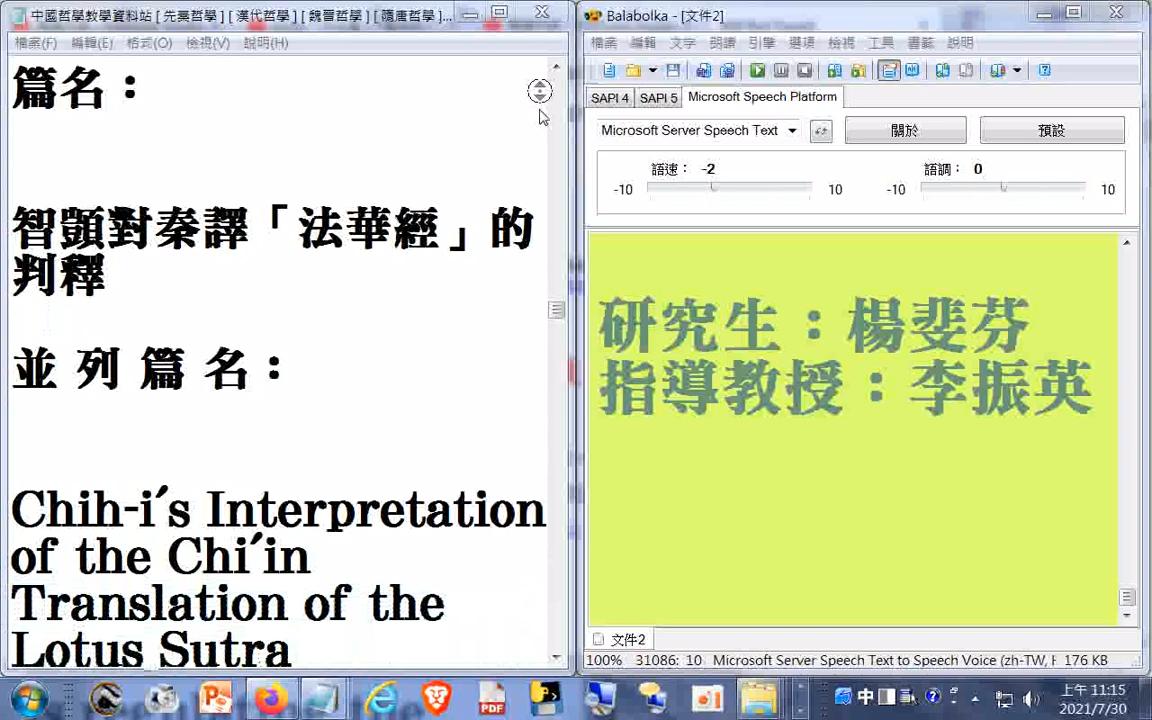 中國哲學教學資料站 [ 先秦哲學 ] [ 漢代哲學 ] [ 魏晉哲學 ] [ 隋唐哲學 ]...
檔案(F) 編輯(E) 格式(O) 檢視(V) 說明(H)
篇名：
智顗對秦譯「法華經」的
判釋
並 列 篇 名：
Chih-i's Interpretation
of the Chi'in
Translation of the
Lotus Sutra
Balabolka - [文件2]
檔案 編輯 文字 朗讀 引擎 選項 檢視 工具 書籤 說明
SAPI 4 SAPI 5 Microsoft Speech Platform
Microsoft Server Speech Text 關於 預設
語速： -2 語調： 0
-10 10 -10 10
研究生：楊斐芬
指導教授：李振英
文件2
100% 31086: 10 Microsoft Server Speech Text to Speech Voice (zh-TW, H 176 KB
PDF 中 上午 11:15
2021/7/30